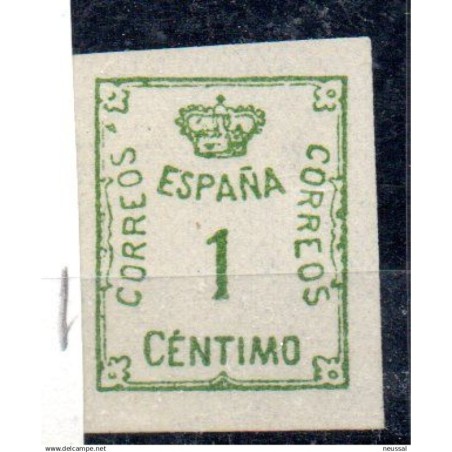 ESPAÑA
CORREOS
CORREOS
1
CÉNTIMO
www.delcampe.net
neussal